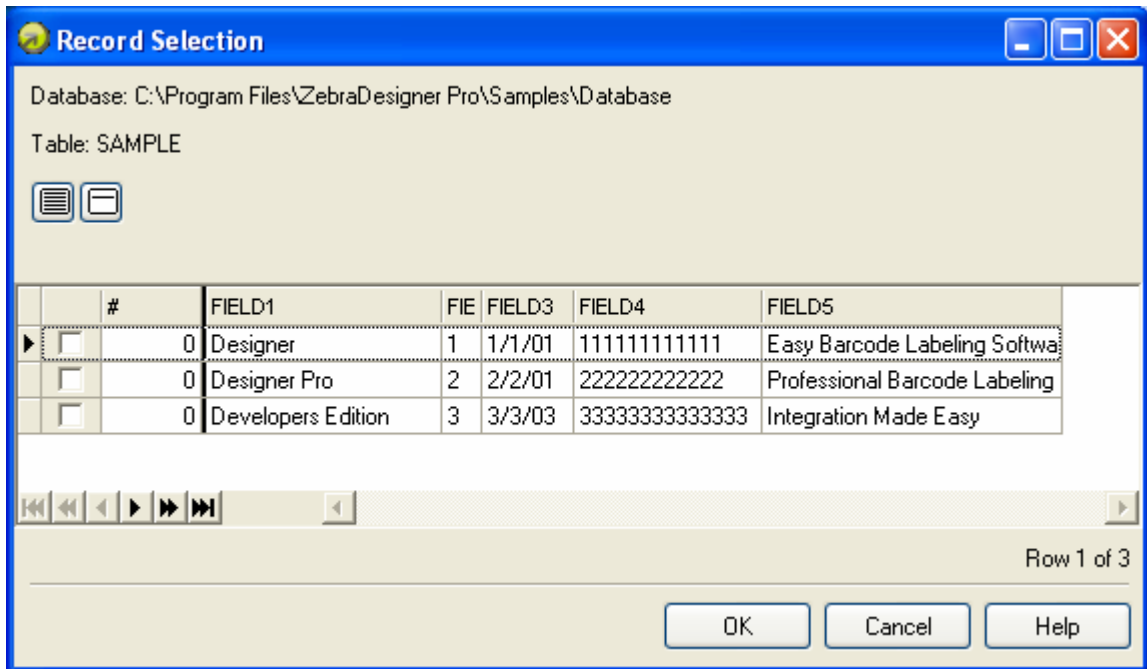 Record Selection
Database: C:\Program Files\ZebraDesigner Pro\Samples\Database
Table: SAMPLE
# FIELD1 FIE FIELD3 FIELD4 FIELD5
0 Designer 1 1/1/01 111111111111 Easy Barcode Labeling Softwa
0 Designer Pro 2 2/2/01 222222222222 Professional Barcode Labeling
0 Developers Edition 3 3/3/03 33333333333333 Integration Made Easy
Row 1 of 3
OK Cancel Help